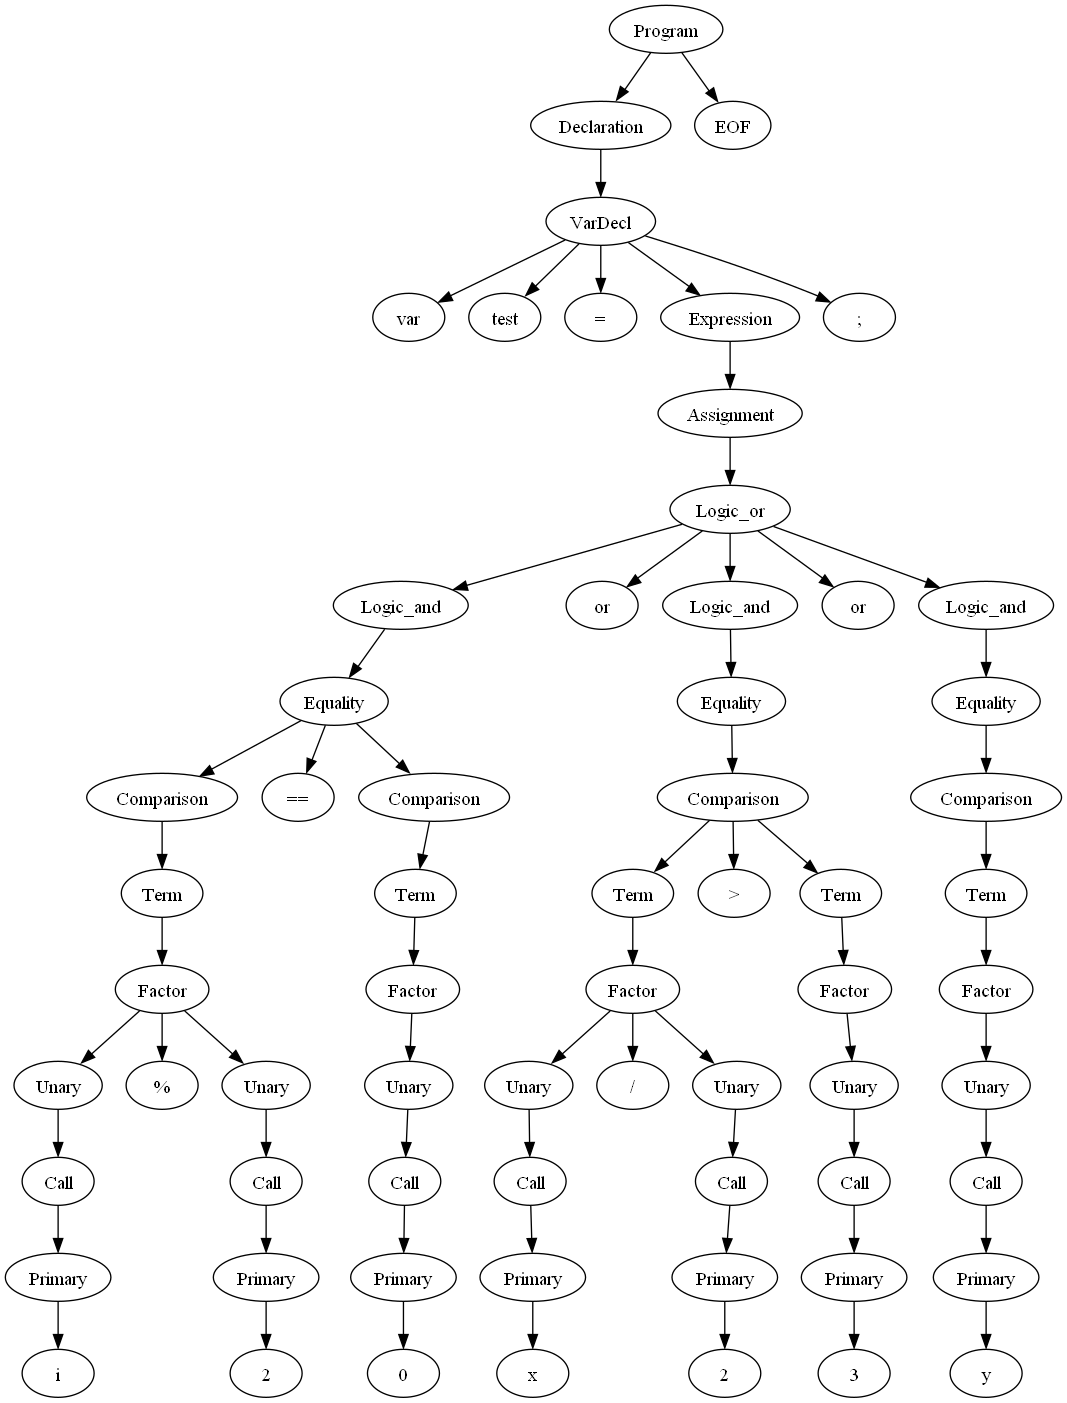 Program
Declaration EOF
VarDecl
var test = Expression ;
Assignment
Logic_or
Logic_and or Logic_and or Logic_and
Equality Equality Equality
Comparison == Comparison Comparison Comparison
Term Term Term > Term Term
Factor Factor Factor Factor Factor
Unary % Unary Unary Unary / Unary Unary Unary
Call Call Call Call Call Call Call
Primary Primary Primary Primary Primary Primary Primary
i 2 0 x 2 3 y